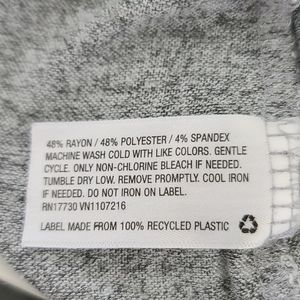 48% RAYON / 48% POLYESTER / 4% SPANDEX
MACHINE WASH COLD WITH LIKE COLORS. GENTLE
CYCLE. ONLY NON-CHLORINE BLEACH IF NEEDED.
TUMBLE DRY LOW. REMOVE PROMPTLY. COOL IRON
IF NEEDED. DO NOT IRON ON LABEL.
RN17730 VN1107216
LABEL MADE FROM 100% RECYCLED PLASTIC